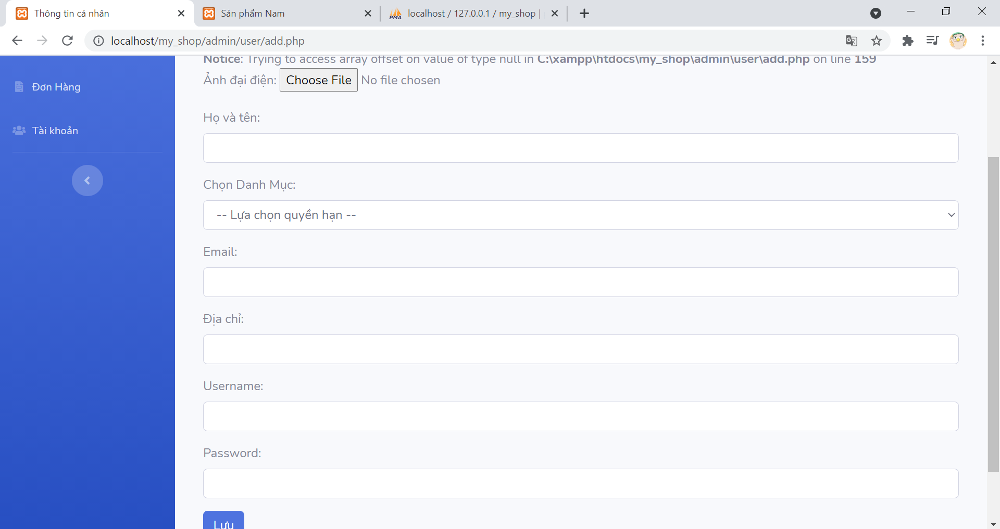 Thông tin cá nhân
Sản phẩm Nam
PMA
localhost / 127.0.0.1 / my_shop |
localhost/my_shop/admin/user/add.php
Notice: Trying to access array offset on value of type null in C:\xampp\htdocs\my_shop\admin\user\add.php on line 159
Đơn Hàng
Tài khoản
Ảnh đại điện: Choose File No file chosen
Họ và tên:
Chọn Danh Mục:
-- Lựa chọn quyền hạn --
Email:
Địa chỉ:
Username:
Password:
Lưu